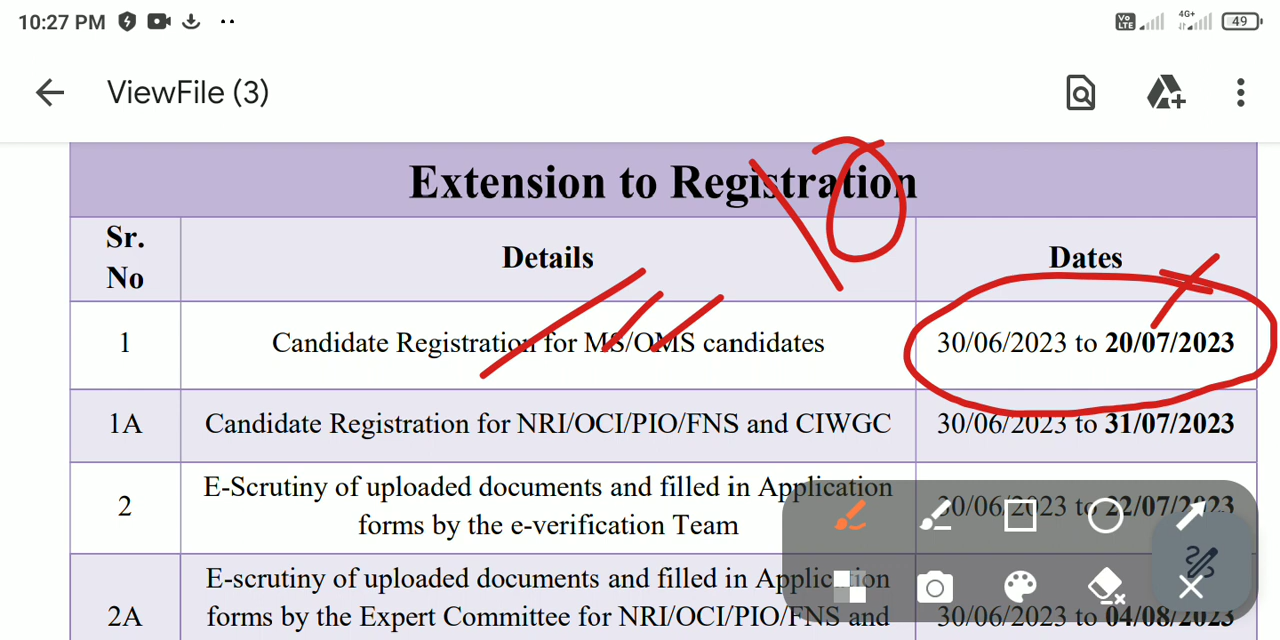 10:27 PM
Vo LTE 4G+ 49
ViewFile (3)
Extension to Registration
Sr. No Details Dates
1 Candidate Registration for MS/OMS candidates 30/06/2023 to 20/07/2023
1A Candidate Registration for NRI/OCI/PIO/FNS and CIWGC 30/06/2023 to 31/07/2023
2 E-Scrutiny of uploaded documents and filled in Application
forms by the e-verification Team 30/06/2023 to 22/07/2023
2A E-scrutiny of uploaded documents and filled in Application
forms by the Expert Committee for NRI/OCI/PIO/FNS and 30/06/2023 to 04/08/2023